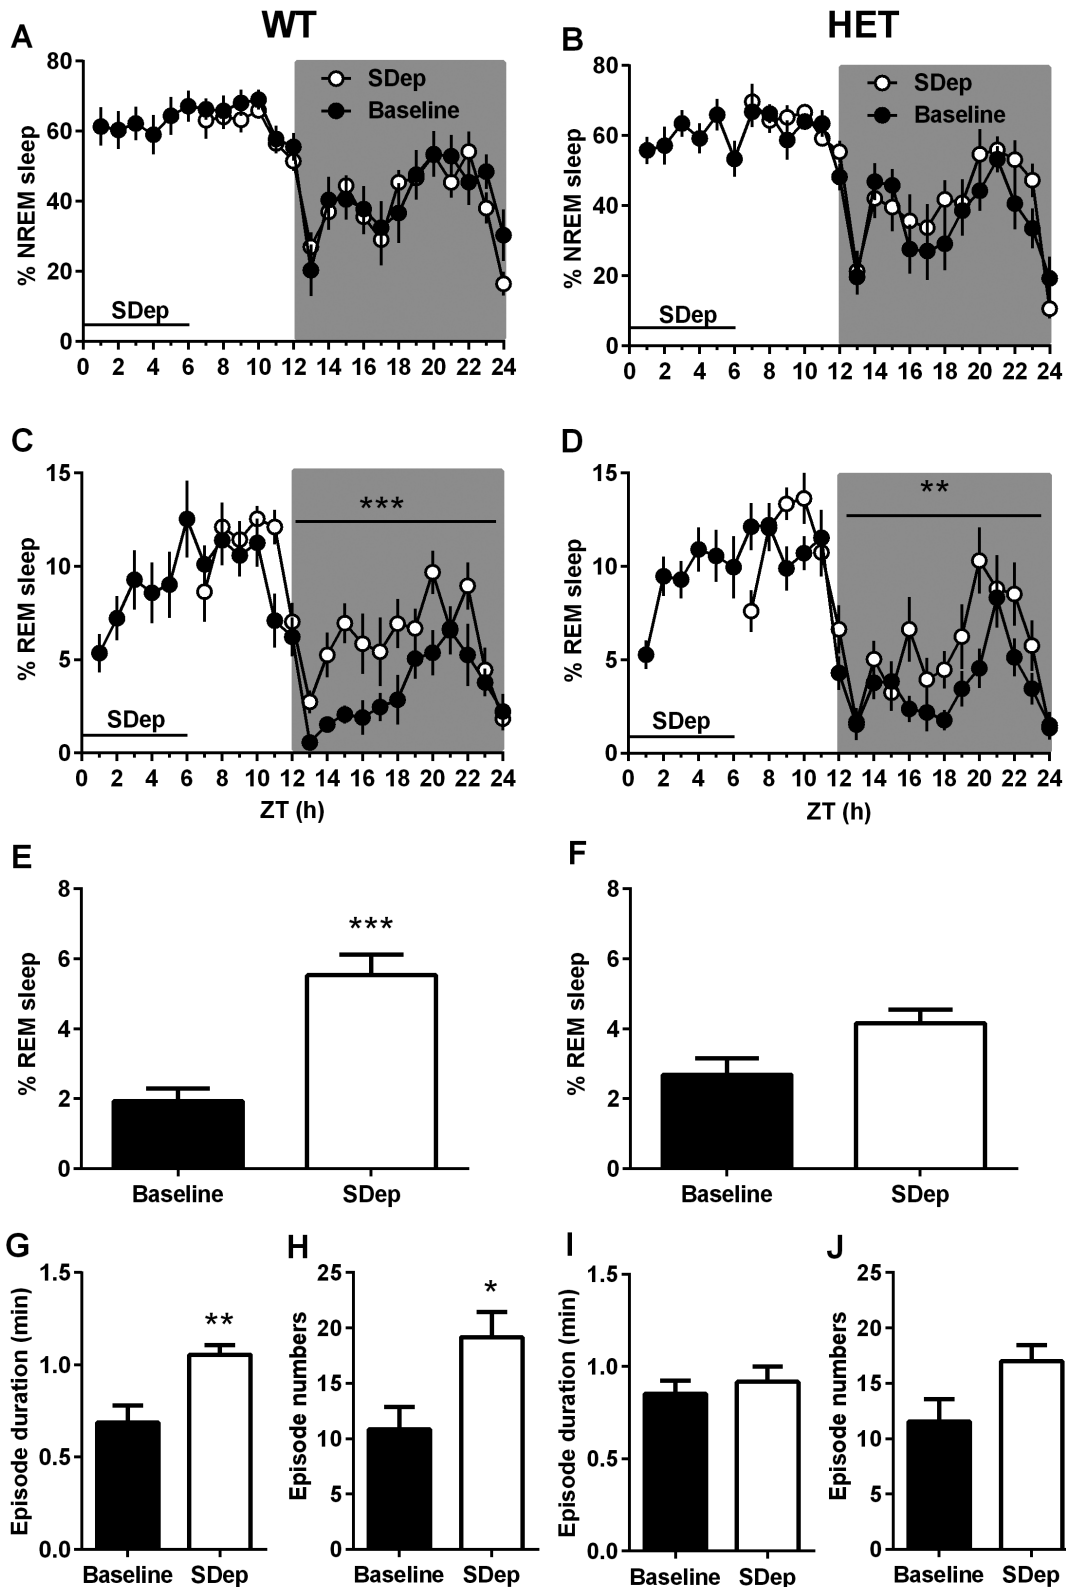 WT
HET
A
80
60
40
20
0
% NREM sleep
SDep
Baseline
SDep
0 2 4 6 8 10 12 14 16 18 20 22 24
B
80
60
40
20
0
% NREM sleep
SDep
Baseline
SDep
0 2 4 6 8 10 12 14 16 18 20 22 24
C
15
10
5
0
% REM sleep
***
SDep
0 2 4 6 8 10 12 14 16 18 20 22 24
ZT (h)
D
15
10
5
0
% REM sleep
**
SDep
0 2 4 6 8 10 12 14 16 18 20 22 24
ZT (h)
E
8
6
4
2
0
% REM sleep
***
Baseline SDep
F
8
6
4
2
0
% REM sleep
Baseline SDep
G
1.5
1.0
0.5
0.0
Episode duration (min)
**
Baseline SDep
H
25
20
15
10
5
0
Episode numbers
*
Baseline SDep
I
1.5
1.0
0.5
0.0
Episode duration (min)
Baseline SDep
J
25
20
15
10
5
0
Episode numbers
Baseline SDep